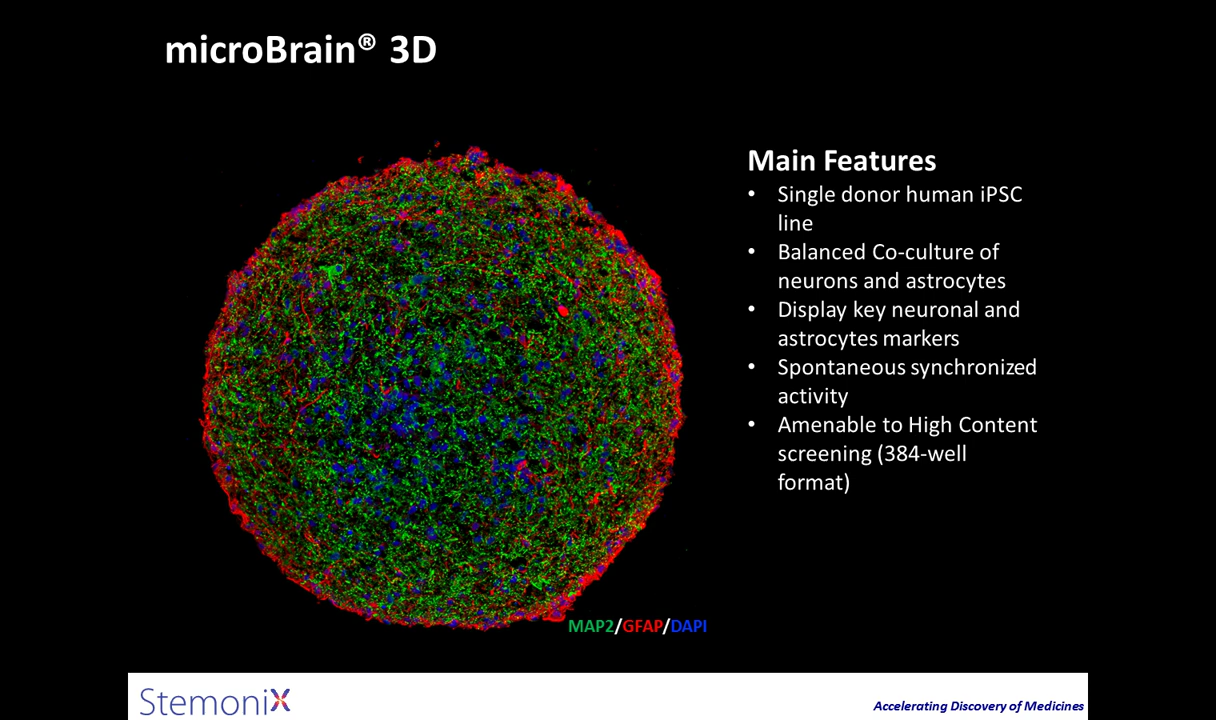 microBrain® 3D
Main Features
• Single donor human iPSC
line
• Balanced Co-culture of
neurons and astrocytes
• Display key neuronal and
astrocytes markers
• Spontaneous synchronized
activity
• Amenable to High Content
screening (384-well
format)
MAP2/GFAP/DAPI
StemoniX
Accelerating Discovery of Medicines